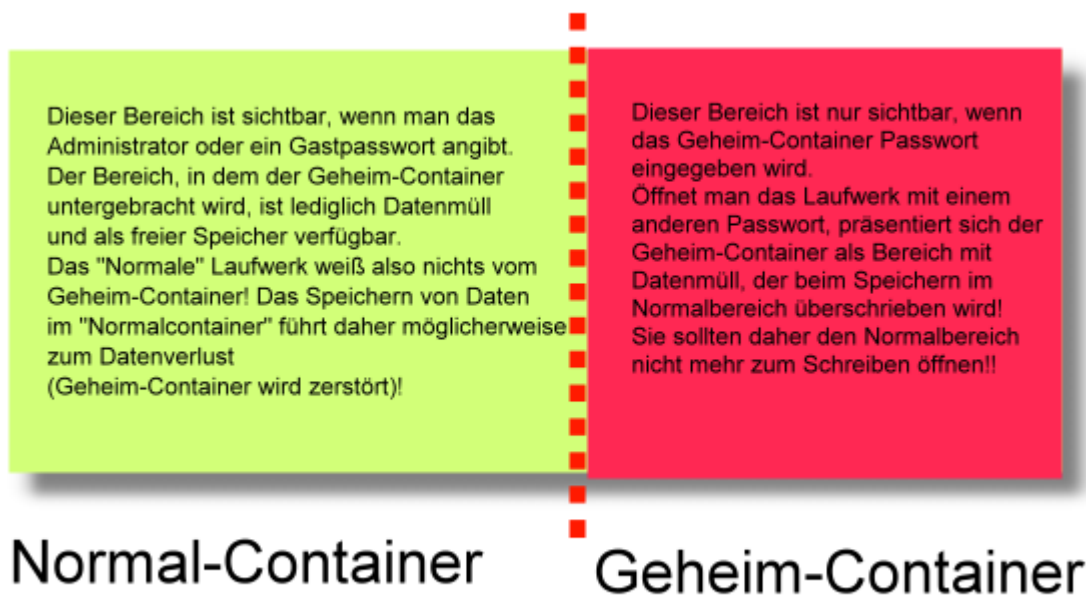 Dieser Bereich ist sichtbar, wenn man das
Administrator oder ein Gastpasswort angibt.
Der Bereich, in dem der Geheim-Container
untergebracht wird, ist lediglich Datenmüll
und als freier Speicher verfügbar.
Das "Normale" Laufwerk weiß also nichts vom
Geheim-Container! Das Speichern von Daten
im "Normalcontainer" führt daher möglicherweise
zum Datenverlust
(Geheim-Container wird zerstört)!
Normal-Container
Dieser Bereich ist nur sichtbar, wenn
das Geheim-Container Passwort
eingegeben wird.
Öffnet man das Laufwerk mit einem
anderen Passwort, präsentiert sich der
Geheim-Container als Bereich mit
Datenmüll, der beim Speichern im
Normalbereich überschrieben wird!
Sie sollten daher den Normalbereich
nicht mehr zum Schreiben öffnen!!
Geheim-Container